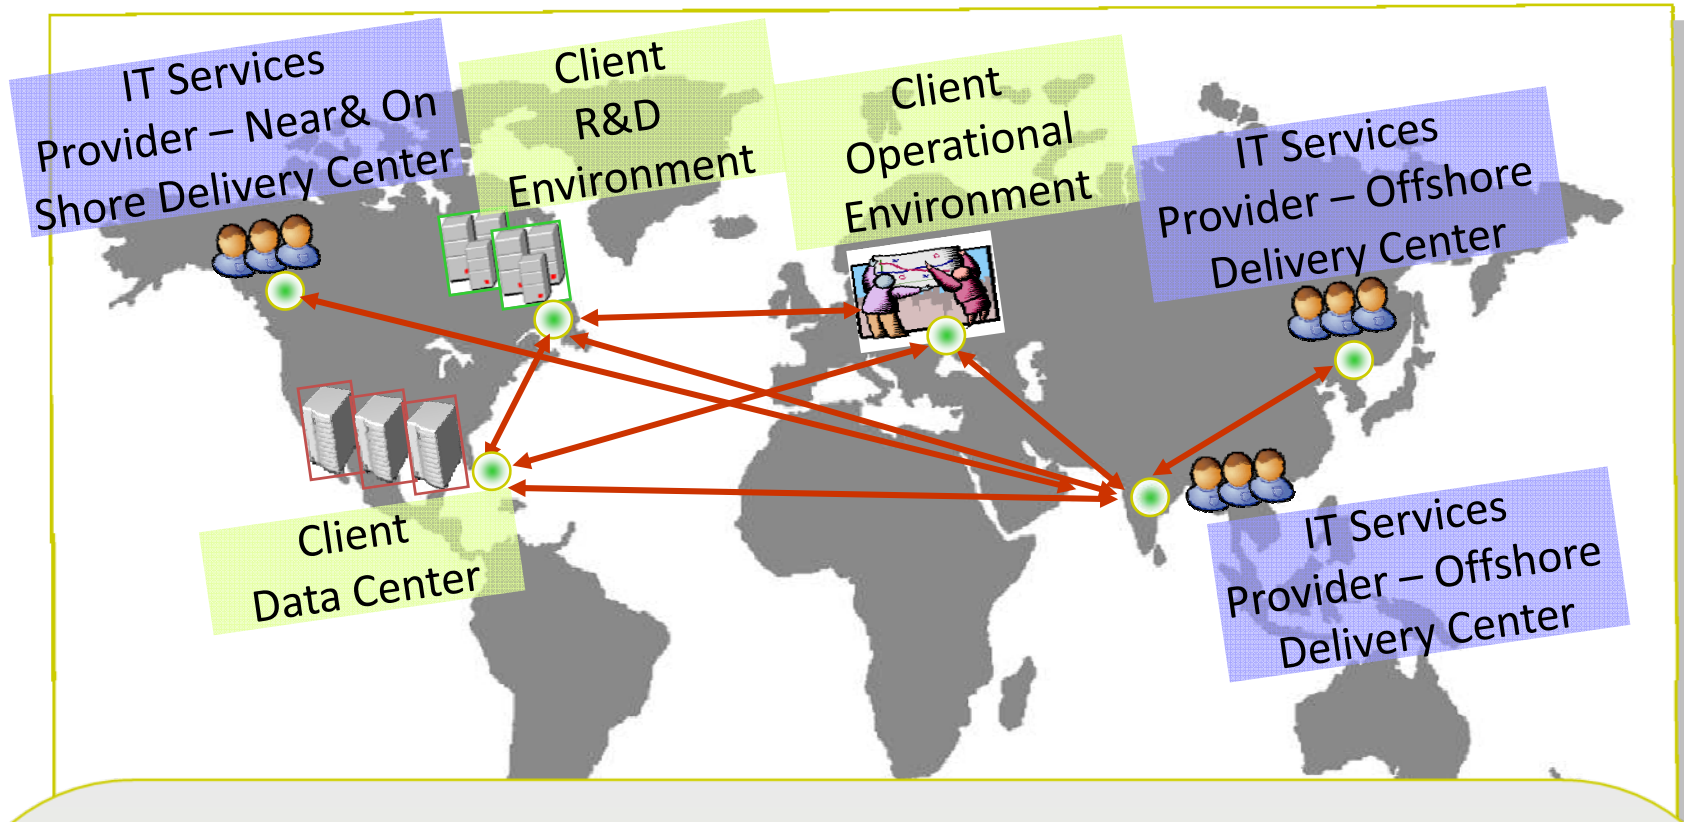 IT Services
Provider – Near& On
Shore Delivery Center
Client
R&D
Environment
Client
Operational
Environment
IT Services
Provider – Offshore
Delivery Center
Client
Data Center
IT Services
Provider – Offshore
Delivery Center